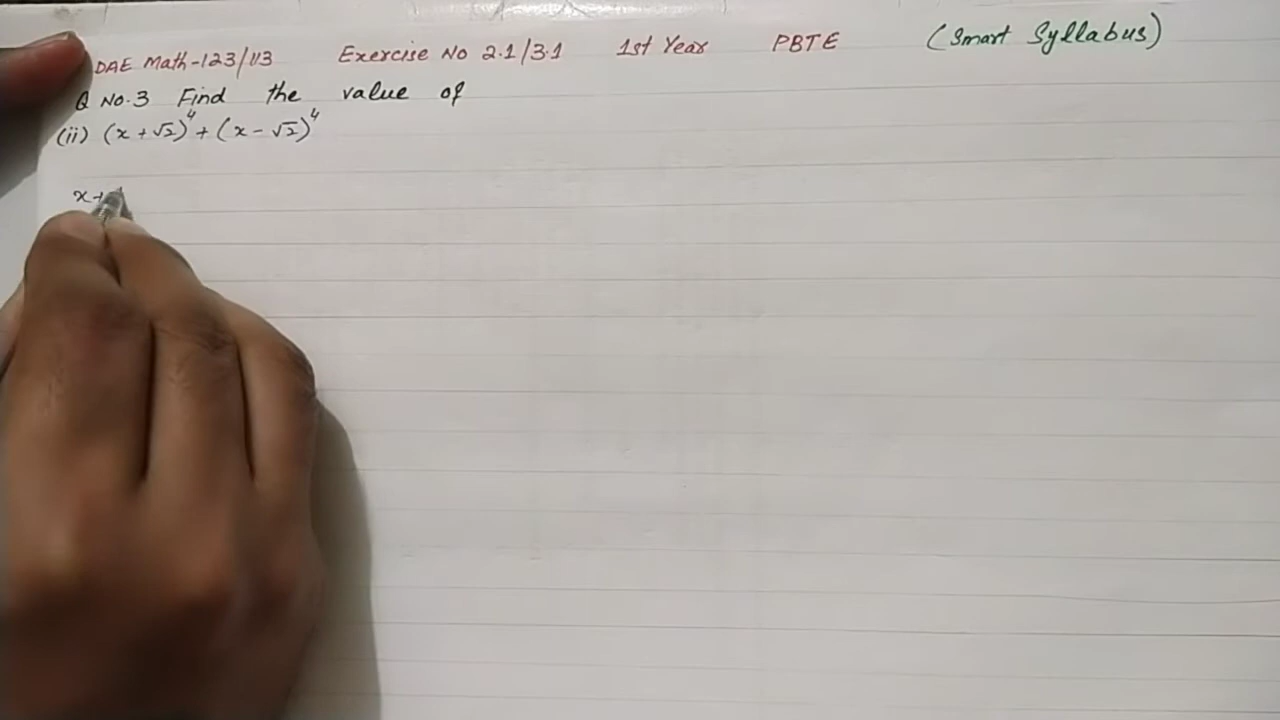 DAE Math-123/113 Exercise No 2.1/3.1 1st Year PBTE (Smart Syllabus)
Q No.3 Find the value of
(ii) (x + √2)⁴ + (x - √2)⁴
x+